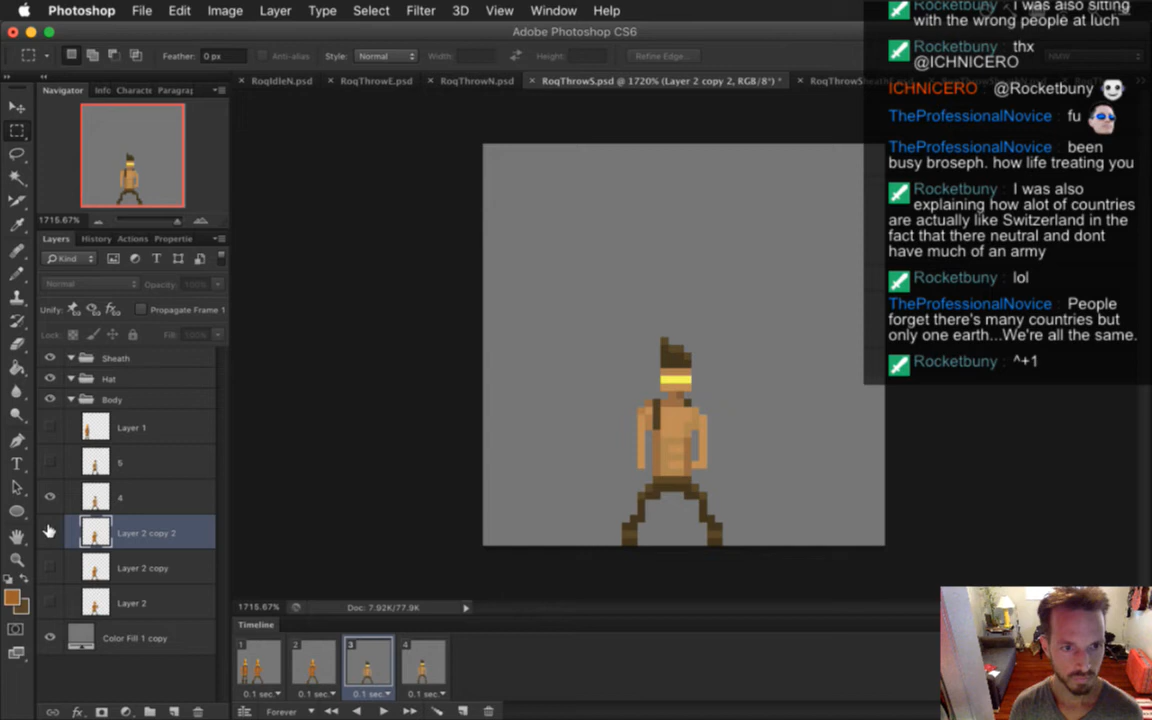 Photoshop File Edit Image Layer Type Select Filter 3D View Window Help
Adobe Photoshop CS6
Feather: 0 px Anti-alias Style: Normal Width: Height: Refine Edge...
RoqIdleN.psd RoqThrowE.psd RoqThrowN.psd RoqThrowS.psd @ 1720% (Layer 2 copy 2, RGB/8*) *
Navigator Info Characte Paragra
1715.67%
Layers History Actions Propertie
Kind
Normal Opacity: 100%
Unify: Propagate Frame 1
Lock: Fill: 100%
Sheath
Hat
Body
Layer 1
5
4
Layer 2 copy 2
Layer 2 copy
Layer 2
Color Fill 1 copy
1715.67% Doc: 7.92K/77.9K
Timeline
1 2 3 4
0.1 sec. 0.1 sec. 0.1 sec. 0.1 sec.
Forever
Rocketbuny : I was also sitting
with the wrong people at luch
Rocketbuny : thx
@ICHNICERO
ICHNICERO @Rocketbuny
TheProfessionalNovice : fu
TheProfessionalNovice : been
busy broseph. how life treating you
Rocketbuny : I was also
explaining how alot of countries
are actually like Switzerland in the
fact that there neutral and dont
have much of an army
Rocketbuny : lol
TheProfessionalNovice : People
forget there's many countries but
only one earth...We're all the same.
Rocketbuny : ^+1